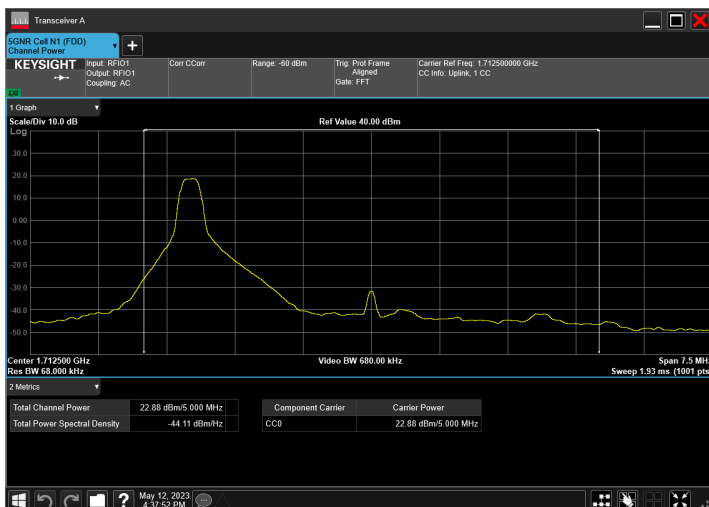 Transceiver A
5GNR Cell N1 (FDD)
Channel Power
KEYSIGHT
Input: RFIO1
Output: RFIO1
Coupling: AC
Corr CCorr
Range: -60 dBm
Trig: Prot Frame
Aligned
Gate: FFT
Carrier Ref Freq: 1.712500000 GHz
CC Info: Uplink, 1 CC
LXI
1 Graph
Scale/Div 10.0 dB
Ref Value 40.00 dBm
Log
30.0
20.0
10.0
0.00
-10.0
-20.0
-30.0
-40.0
-50.0
Center 1.712500 GHz
Video BW 680.00 kHz
Span 7.5 MHz
Res BW 68.000 kHz
Sweep 1.93 ms (1001 pts
2 Metrics
Total Channel Power 22.88 dBm/5.000 MHz
Total Power Spectral Density -44.11 dBm/Hz
Component Carrier Carrier Power
CC0 22.88 dBm/5.000 MHz
May 12, 2023
4:37:52 PM